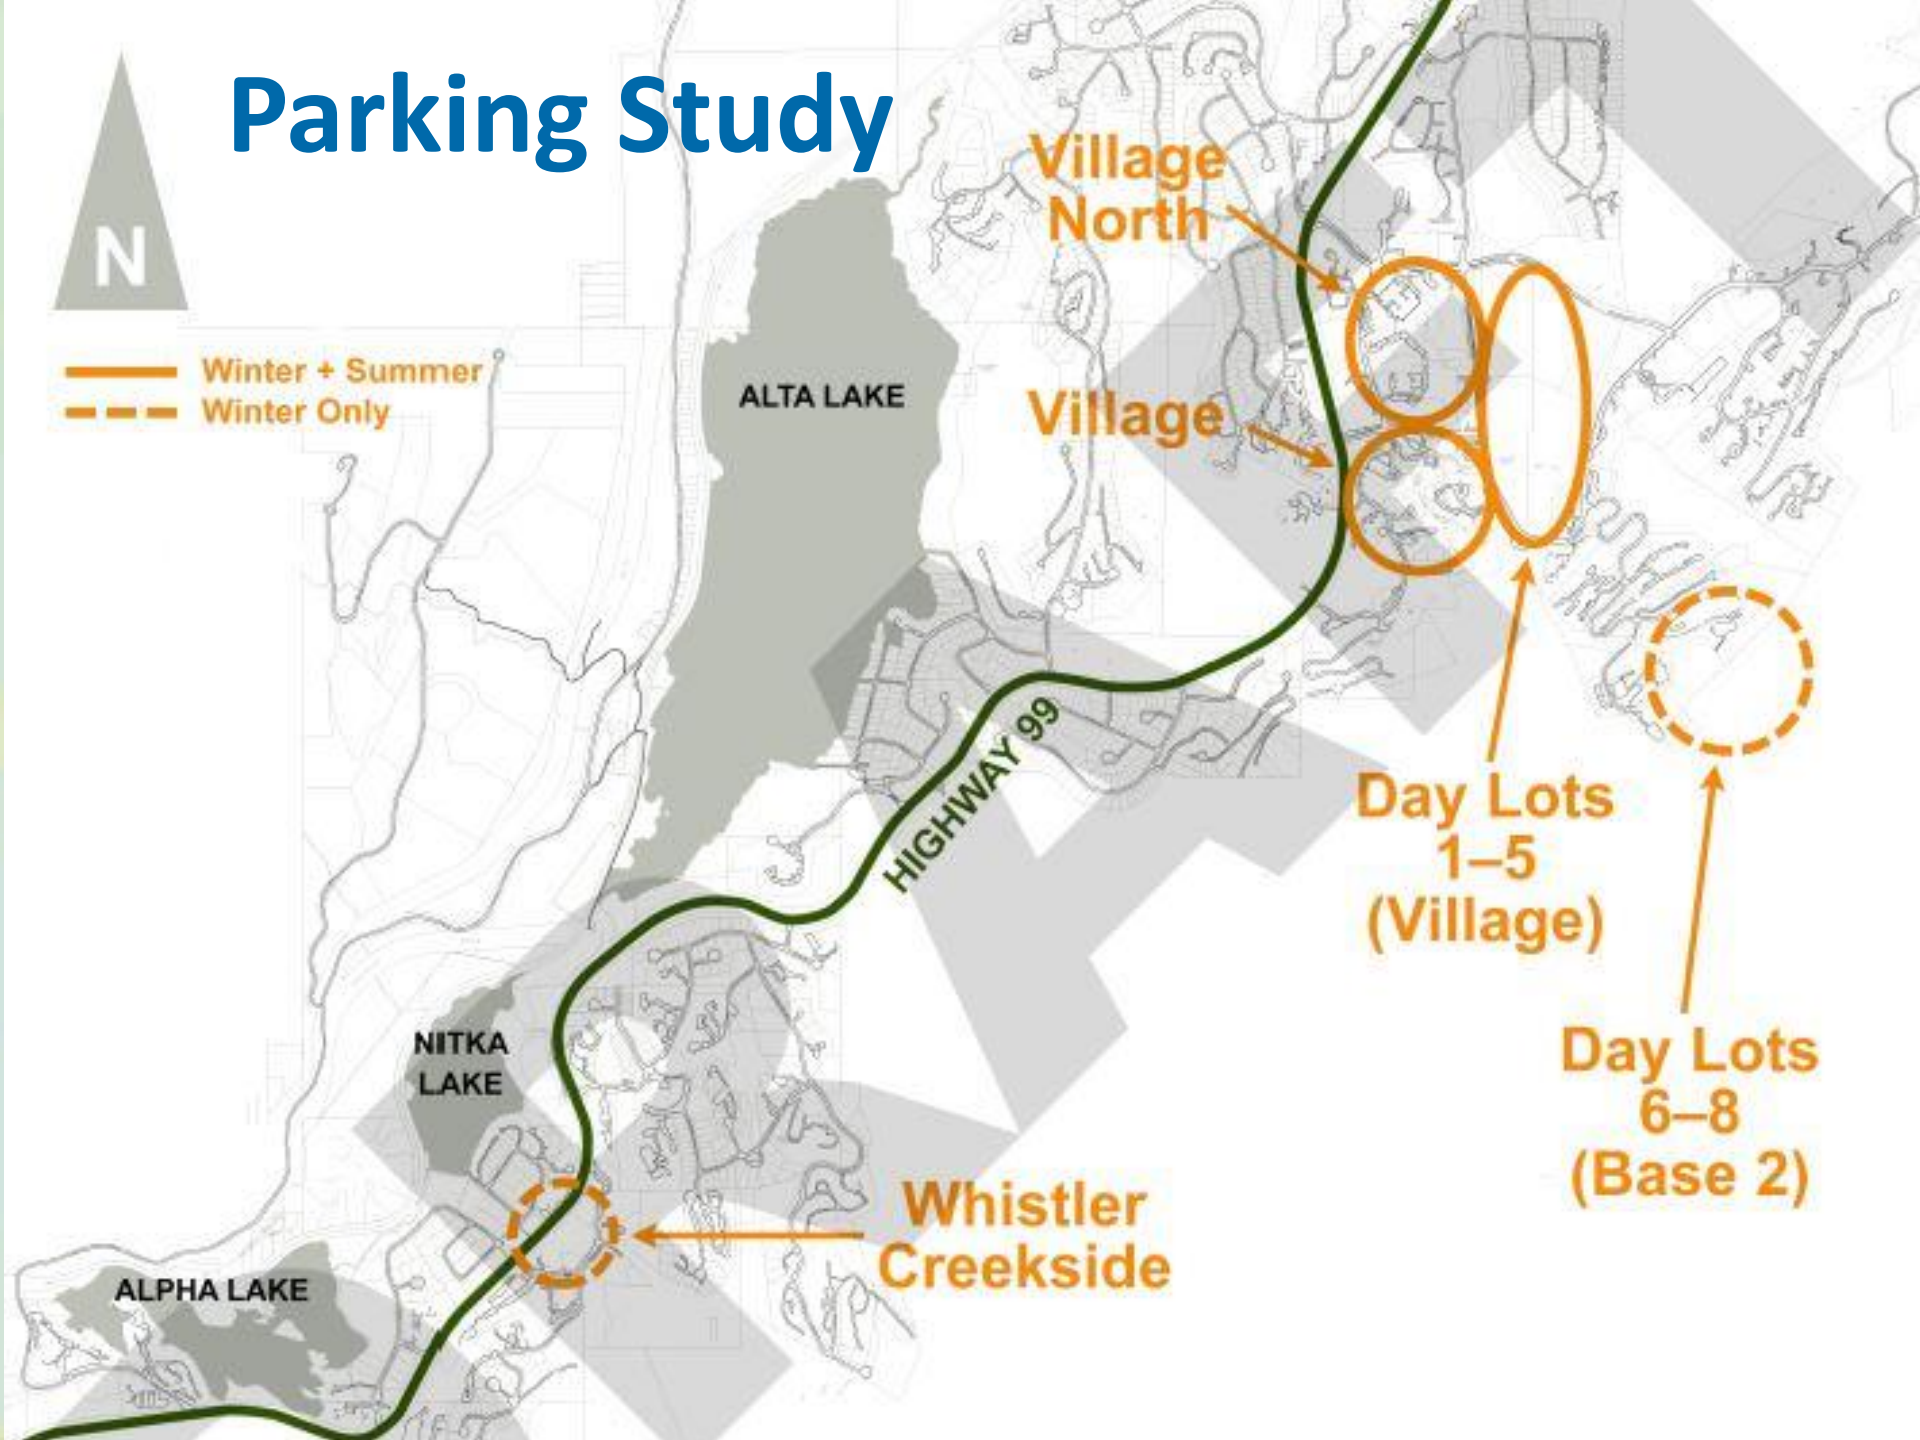 Parking Study
N
Winter + Summer
Winter Only
Village
North
Village
ALTA LAKE
HIGHWAY 99
Day Lots
1–5
(Village)
Day Lots
6–8
(Base 2)
NITKA
LAKE
Whistler
Creekside
ALPHA LAKE
DRAFT